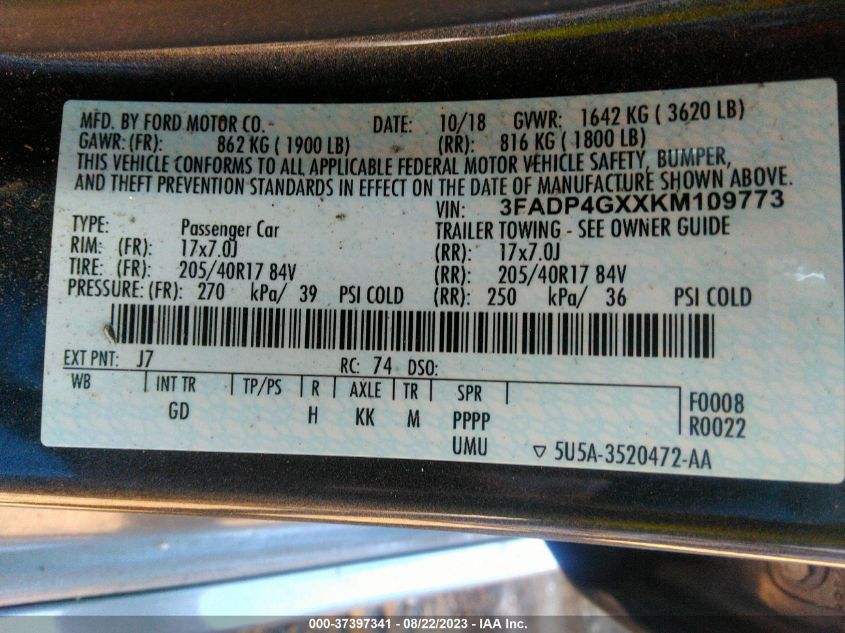 MFD. BY FORD MOTOR CO. DATE: 10/18 GVWR: 1642 KG ( 3620 LB)
GAWR: (FR): 862 KG ( 1900 LB) (RR): 816 KG ( 1800 LB)
THIS VEHICLE CONFORMS TO ALL APPLICABLE FEDERAL MOTOR VEHICLE SAFETY, BUMPER,
AND THEFT PREVENTION STANDARDS IN EFFECT ON THE DATE OF MANUFACTURE SHOWN ABOVE.
VIN: 3FADP4GXXKM109773
TYPE: Passenger Car TRAILER TOWING - SEE OWNER GUIDE
RIM: (FR): 17x7.0J (RR): 17x7.0J
TIRE: (FR): 205/40R17 84V (RR): 205/40R17 84V
PRESSURE: (FR): 270 kPa/ 39 PSI COLD (RR): 250 kPa/ 36 PSI COLD
EXT PNT: J7 RC: 74 DSO:
WB INT TR TP/PS R AXLE TR SPR F0008
GD H KK M PPPP R0022
UMU ▽ 5U5A-3520472-AA
000-37397341 - 08/22/2023 - IAA Inc.